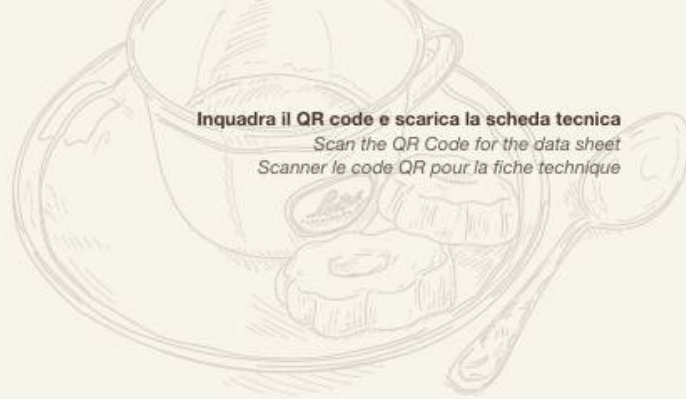 Inquadra il QR code e scarica la scheda tecnica
Scan the QR Code for the data sheet
Scanner le code QR pour la fiche technique